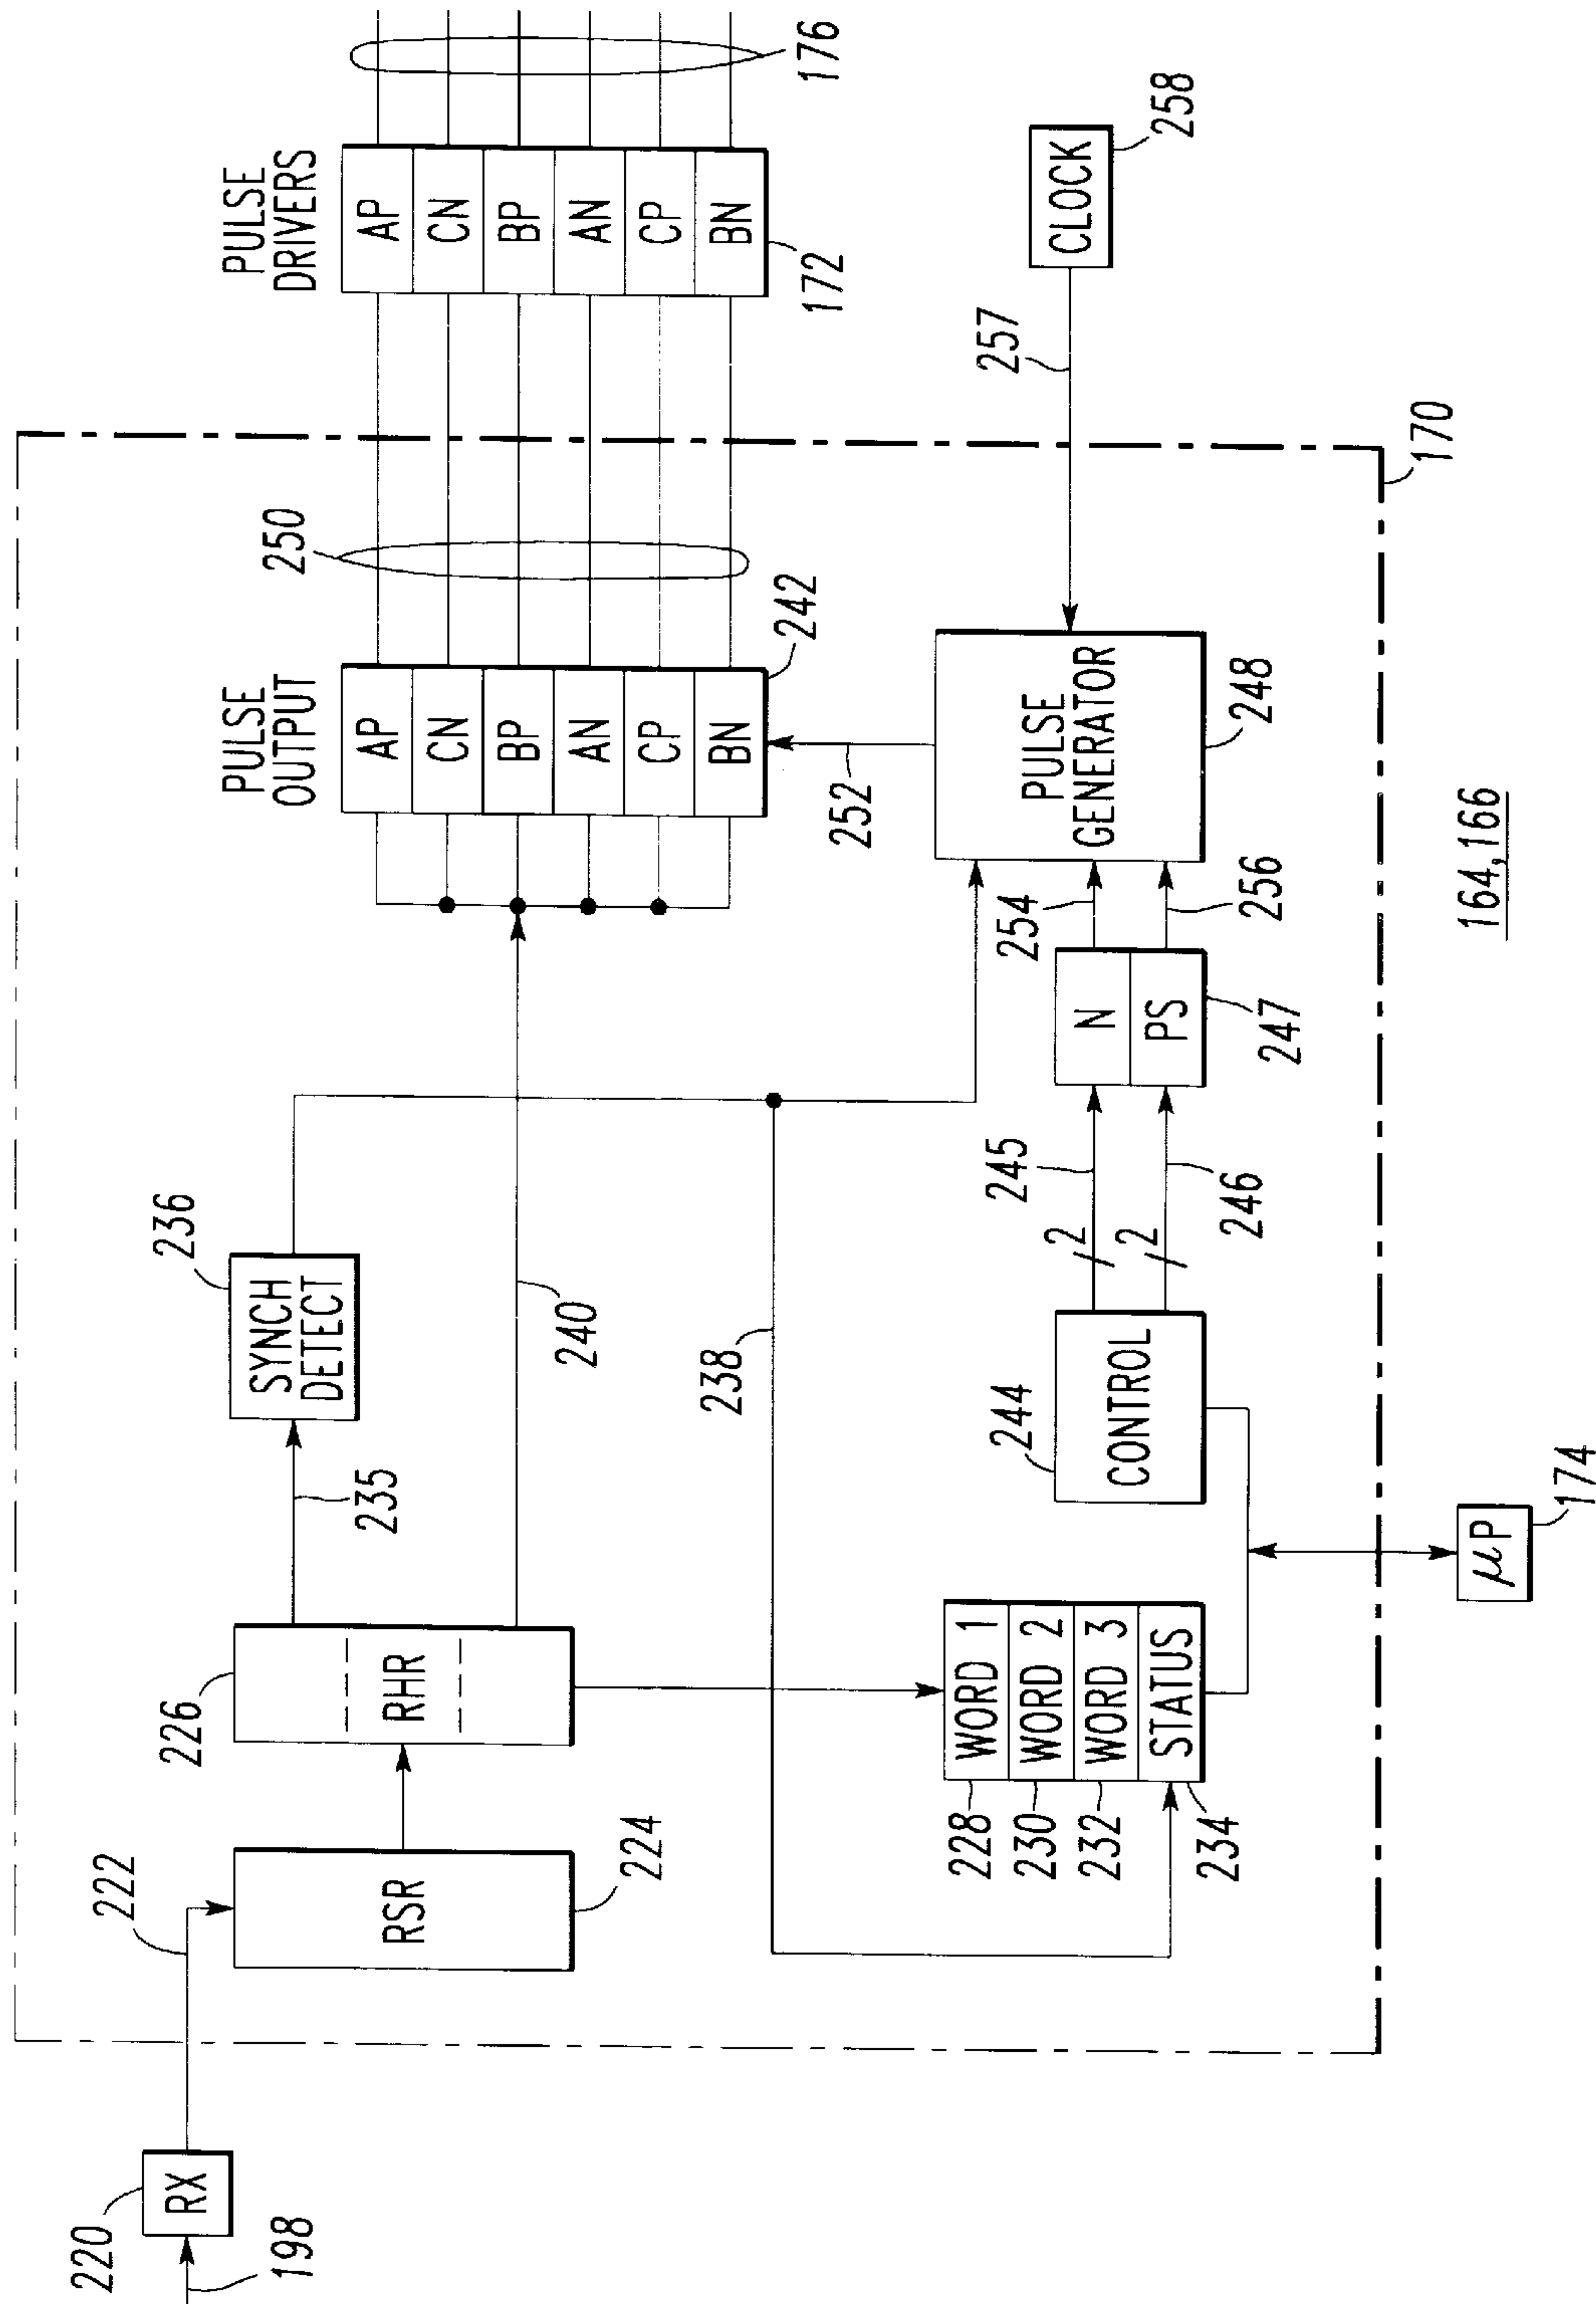 198
220
RX
222
RSR
224
226
RHR
235
SYNCH
DETECT
236
240
238
WORD 1
WORD 2
WORD 3
STATUS
228
230
232
234
244
CONTROL
2
2
245
246
N
PS
247
254
256
PULSE
GENERATOR
248
252
PULSE
OUTPUT
AP
CN
BP
AN
CP
BN
242
250
PULSE
DRIVERS
AP
CN
BP
AN
CP
BN
172
176
257
CLOCK
258
170
μP
174
164,166